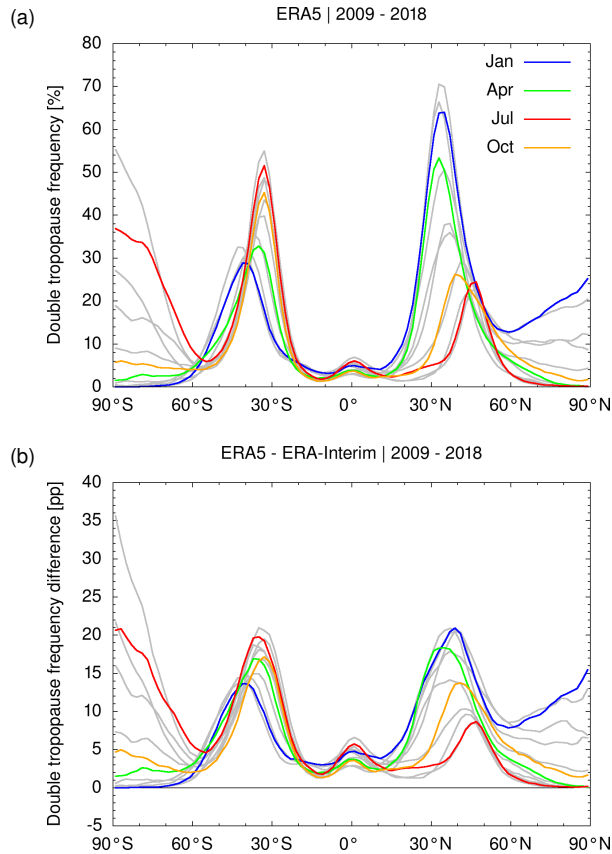 (a)
ERA5 | 2009 - 2018
Double tropopause frequency [%]
80
70
60
50
40
30
20
10
0
Jan
Apr
Jul
Oct
90°S 60°S 30°S 0° 30°N 60°N 90°N
(b)
ERA5 - ERA-Interim | 2009 - 2018
Double tropopause frequency difference [pp]
40
35
30
25
20
15
10
5
0
-5
90°S 60°S 30°S 0° 30°N 60°N 90°N